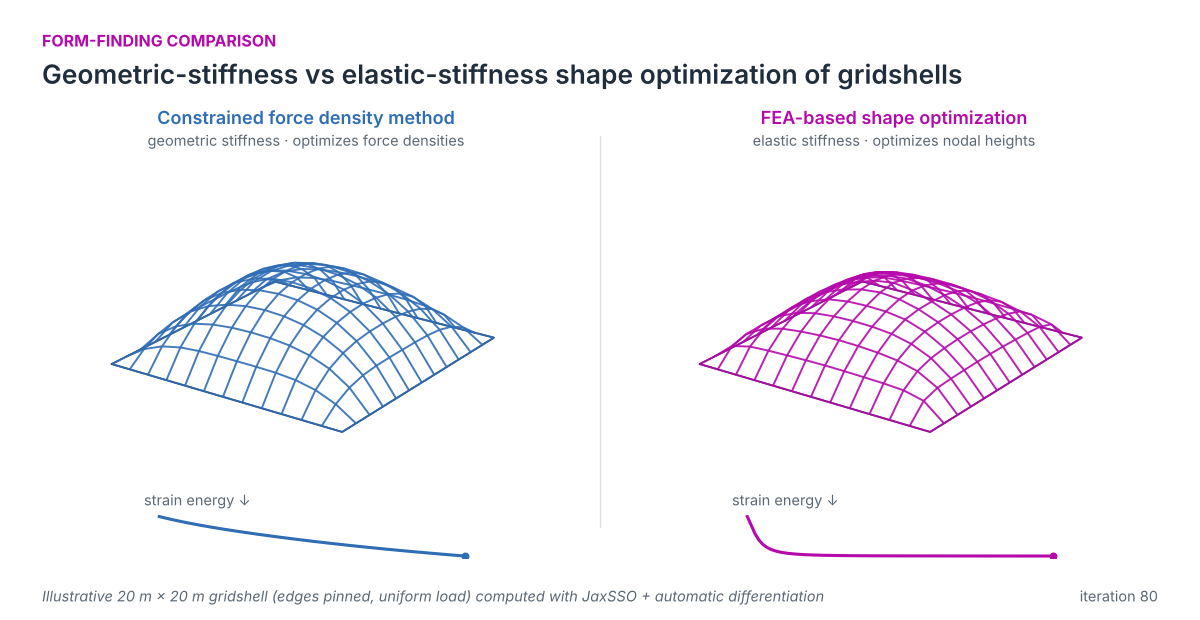 FORM-FINDING COMPARISON
Geometric-stiffness vs elastic-stiffness shape optimization of gridshells
Constrained force density method
geometric stiffness · optimizes force densities
FEA-based shape optimization
elastic stiffness · optimizes nodal heights
strain energy ↓
strain energy ↓
Illustrative 20 m × 20 m gridshell (edges pinned, uniform load) computed with JaxSSO + automatic differentiation
iteration 80